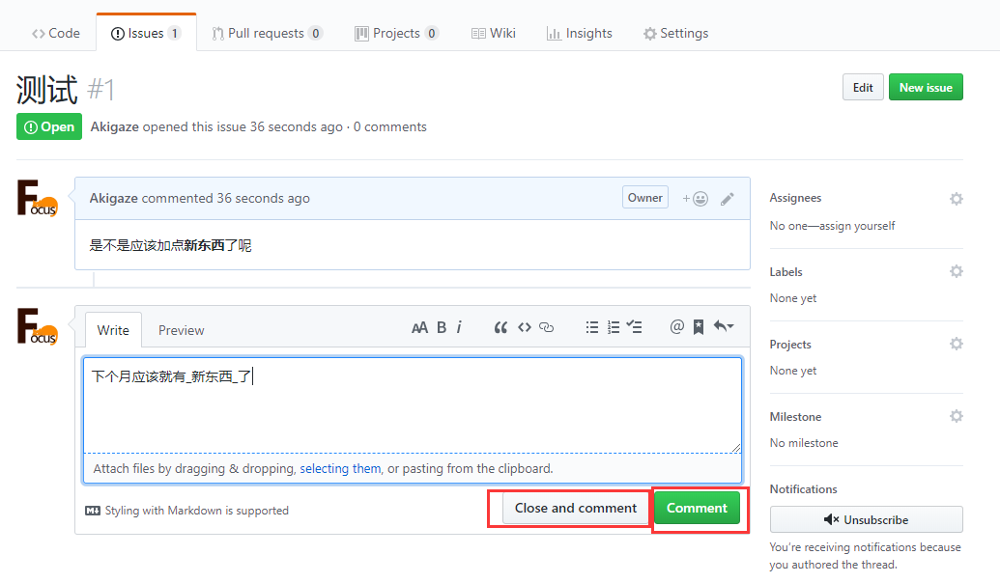 Code Issues 1 Pull requests 0 Projects 0 Wiki Insights Settings
测试 #1
Edit New issue
Open Akigaze opened this issue 36 seconds ago · 0 comments
Focus
Akigaze commented 36 seconds ago Owner
是不是应该加点新东西了呢
Focus
Write Preview AA B i
下个月应该就有_新东西_了
Attach files by dragging & dropping, selecting them, or pasting from the clipboard.
Styling with Markdown is supported
Close and comment Comment
Assignees
No one—assign yourself
Labels
None yet
Projects
None yet
Milestone
No milestone
Notifications
Unsubscribe
You're receiving notifications because
you authored the thread.